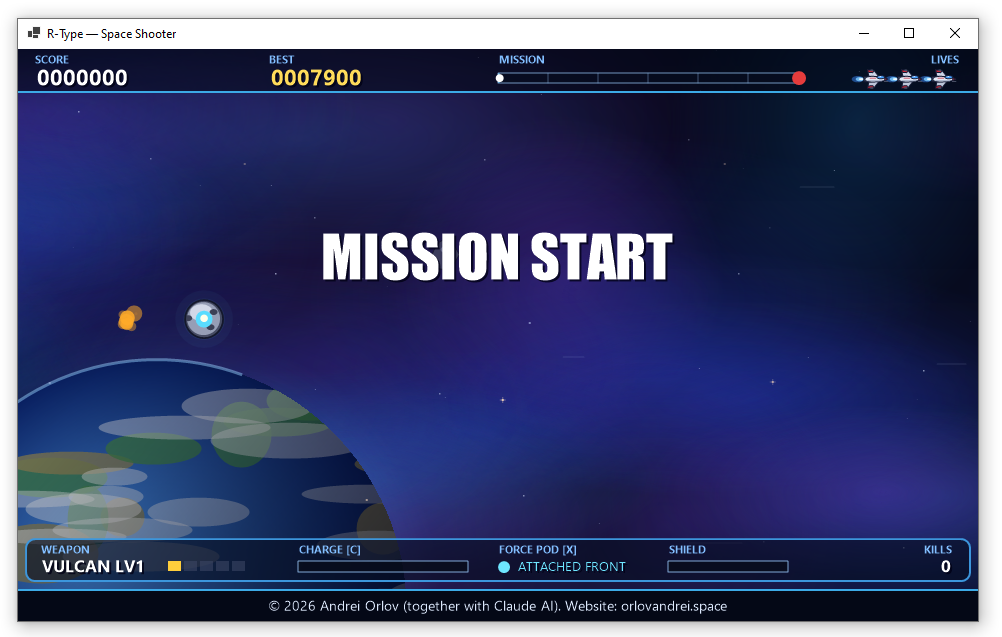 R-Type — Space Shooter
SCORE BEST MISSION LIVES
0000000 0007900
MISSION START
WEAPON CHARGE [C] FORCE POD [X] SHIELD KILLS
VULCAN LV1 ATTACHED FRONT 0
© 2026 Andrei Orlov (together with Claude AI). Website: orlovandrei.space